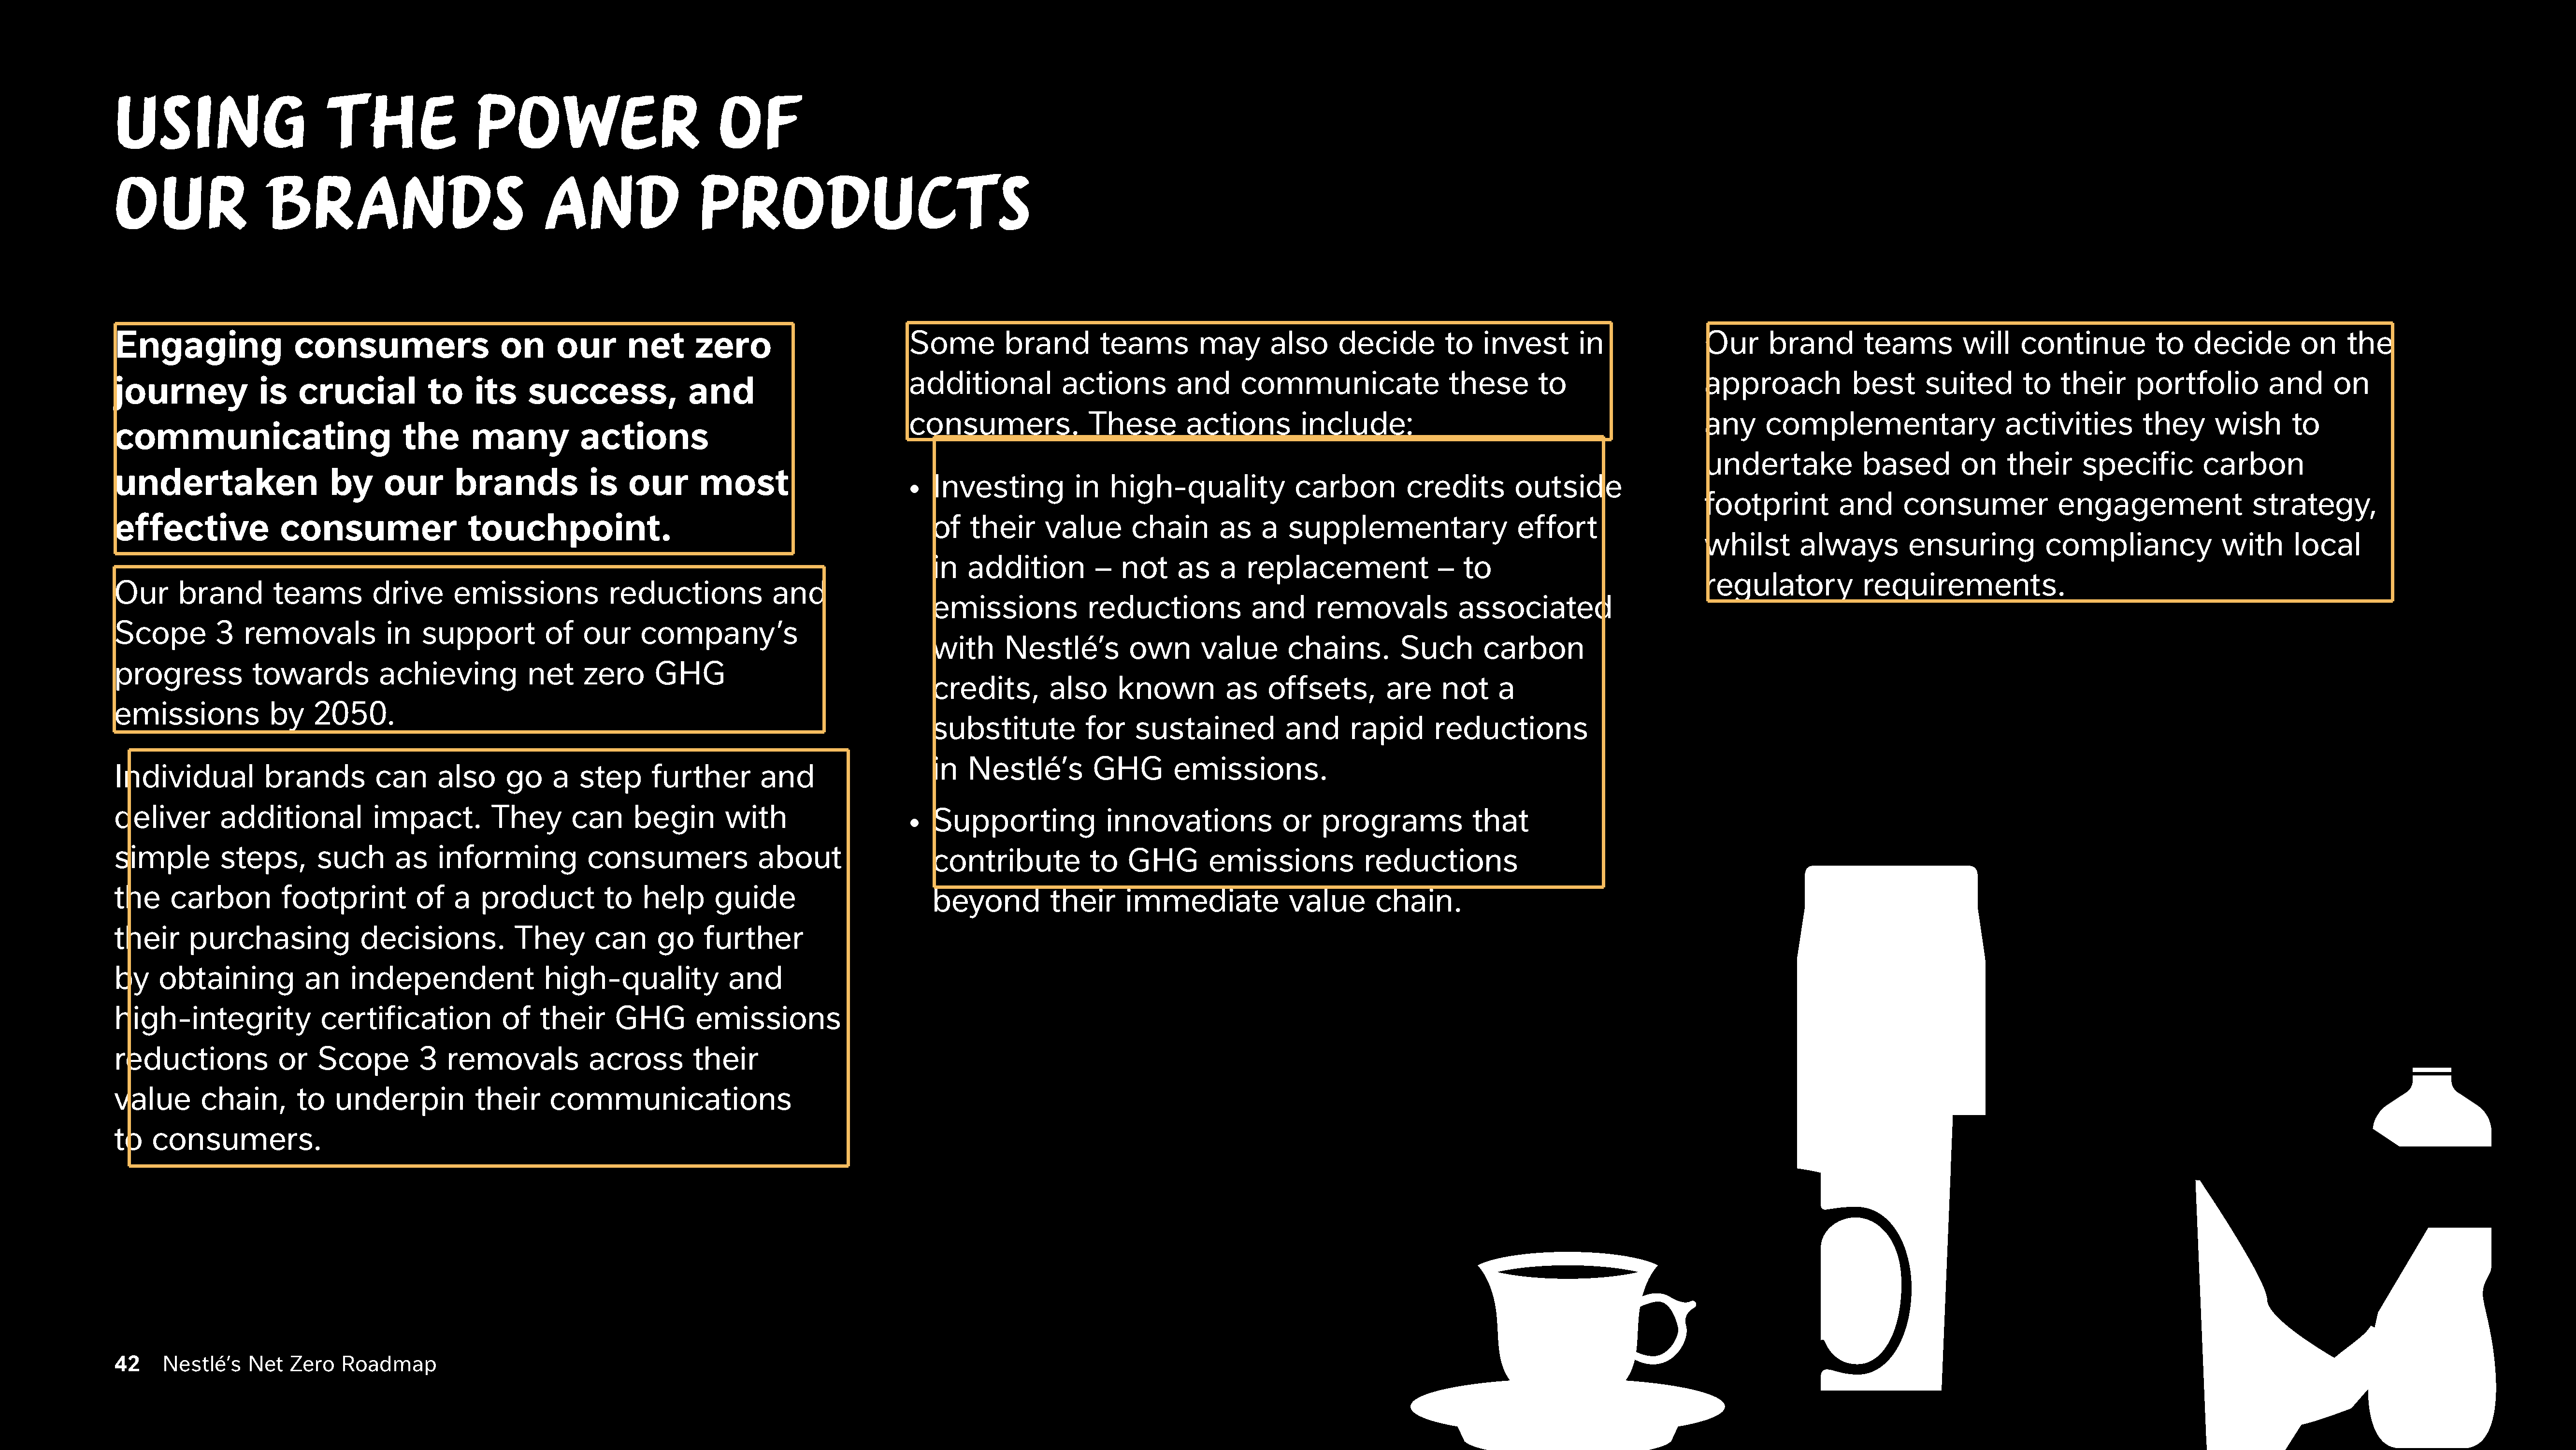 USING THE POWER OF
OUR BRANDS AND PRODUCTS
Engaging consumers on our net zero
journey is crucial to its success, and
communicating the many actions
undertaken by our brands is our most
effective consumer touchpoint.
Our brand teams drive emissions reductions and
Scope 3 removals in support of our company’s
progress towards achieving net zero GHG
emissions by 2050.
Individual brands can also go a step further and
deliver additional impact. They can begin with
simple steps, such as informing consumers about
the carbon footprint of a product to help guide
their purchasing decisions. They can go further
by obtaining an independent high-quality and
high-integrity certification of their GHG emissions
reductions or Scope 3 removals across their
value chain, to underpin their communications
to consumers.
Some brand teams may also decide to invest in
additional actions and communicate these to
consumers. These actions include:
• Investing in high-quality carbon credits outside
of their value chain as a supplementary effort
in addition – not as a replacement – to
emissions reductions and removals associated
with Nestlé’s own value chains. Such carbon
credits, also known as offsets, are not a
substitute for sustained and rapid reductions
in Nestlé’s GHG emissions.
• Supporting innovations or programs that
contribute to GHG emissions reductions
beyond their immediate value chain.
Our brand teams will continue to decide on the
approach best suited to their portfolio and on
any complementary activities they wish to
undertake based on their specific carbon
footprint and consumer engagement strategy,
whilst always ensuring compliancy with local
regulatory requirements.
42 Nestlé’s Net Zero Roadmap